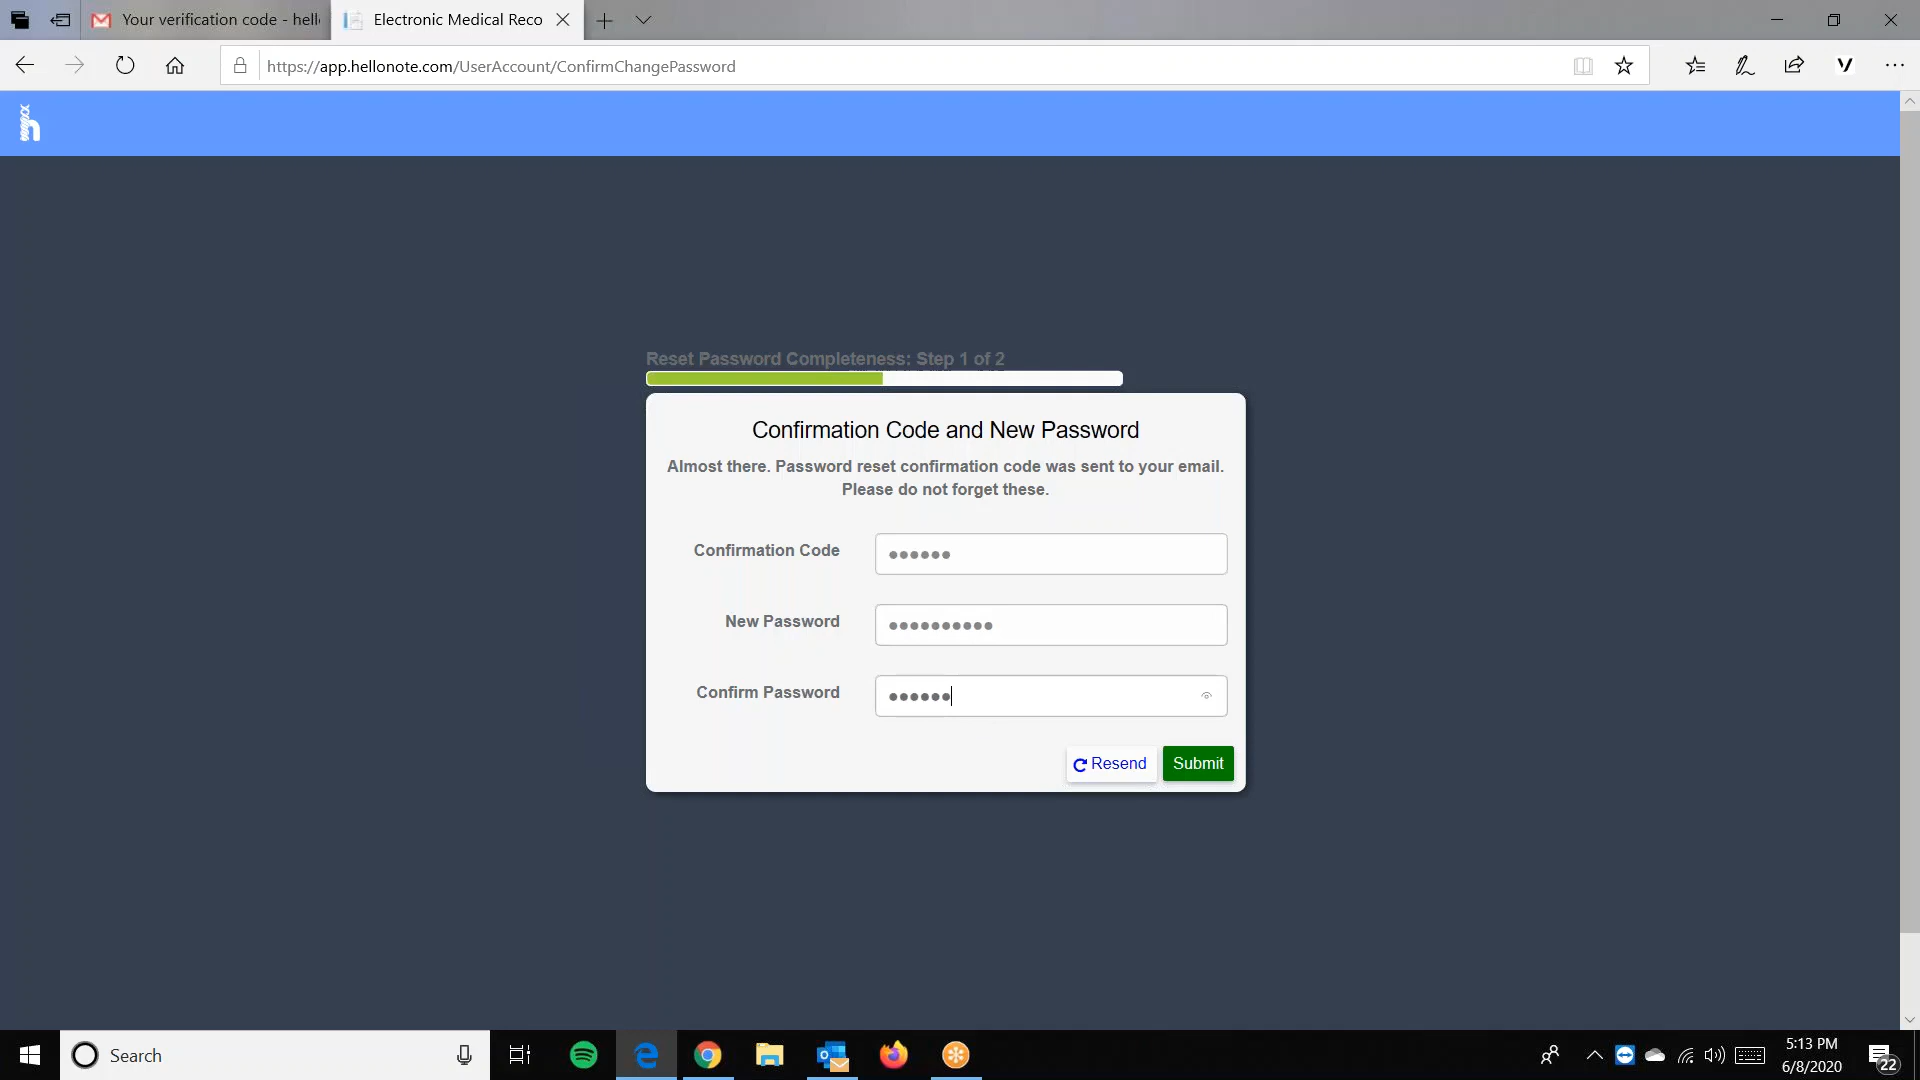 Your verification code - hell
Electronic Medical Reco
https://app.hellonote.com/UserAccount/ConfirmChangePassword
Reset Password Completeness: Step 1 of 2
Confirmation Code and New Password
Almost there. Password reset confirmation code was sent to your email.
Please do not forget these.
Confirmation Code
New Password
Confirm Password
Resend
Submit
Search
5:13 PM
6/8/2020
22